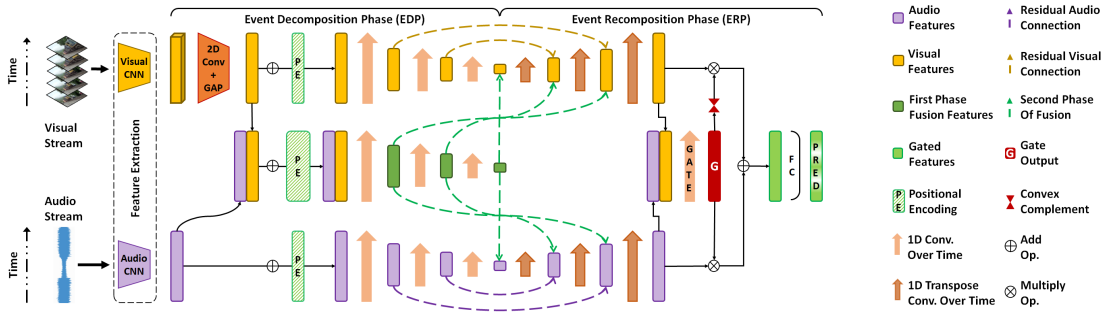 Event Decomposition Phase (EDP)
Event Recomposition Phase (ERP)
Time
Visual
Stream
Audio
Stream
Time
Visual
CNN
Feature Extraction
Audio
CNN
2D
Conv
+
GAP
P
E
P
E
P
E
G
A
T
E
G
F
C
P
R
E
D
Audio
Features
Visual
Features
First Phase
Fusion Features
Gated
Features
P
E
Positional
Encoding
1D Conv.
Over Time
1D Transpose
Conv. Over Time
Residual Audio
Connection
Residual Visual
Connection
Second Phase
Of Fusion
G
Gate
Output
Convex
Complement
Add
Op.
Multiply
Op.